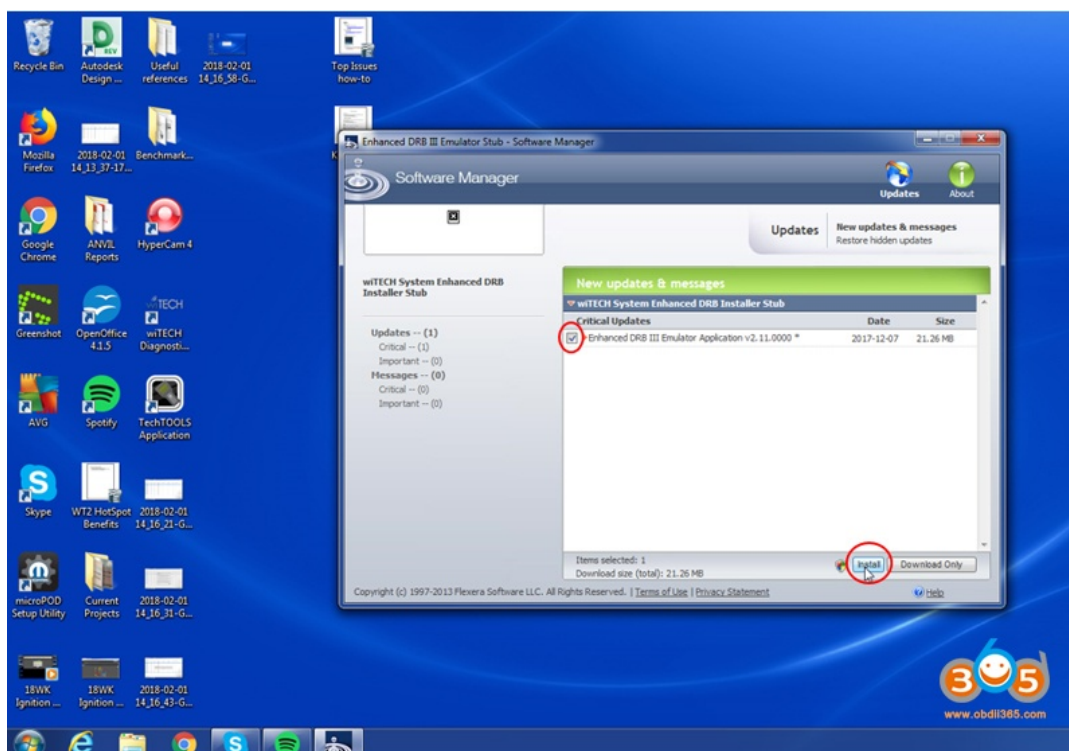 Recycle Bin
Autodesk
Design ...
Useful
references
2018-02-01
14_16_58-G...
Top Issues
how-to
Mozilla
Firefox
2018-02-01
14_13_37-17...
Benchmark...
Google
Chrome
ANVIL
Reports
HyperCam 4
Greenshot
OpenOffice
4.1.5
wiTECH
wiTECH
Diagnosti...
AVG
Spotify
TechTOOLS
Application
Skype
WT2 HotSpot
Benefits
2018-02-01
14_16_21-G...
microPOD
Setup Utility
Current
Projects
2018-02-01
14_16_31-G...
18WK
Ignition ...
18WK
Ignition ...
2018-02-01
14_16_43-G...
Enhanced DRB III Emulator Stub - Software Manager
Software Manager
Updates
About
Updates
New updates & messages
Restore hidden updates
wiTECH System Enhanced DRB
Installer Stub
Updates -- (1)
Critical -- (1)
Important -- (0)
Messages -- (0)
Critical -- (0)
Important -- (0)
New updates & messages
wiTECH System Enhanced DRB Installer Stub
Critical Updates Date Size
Enhanced DRB III Emulator Application v2.11.0000 * 2017-12-07 21.26 MB
Items selected: 1
Download size (total): 21.26 MB
Install
Download Only
Copyright (c) 1997-2013 Flexera Software LLC. All Rights Reserved. | Terms of Use | Privacy Statement
Help
365
www.obdii365.com